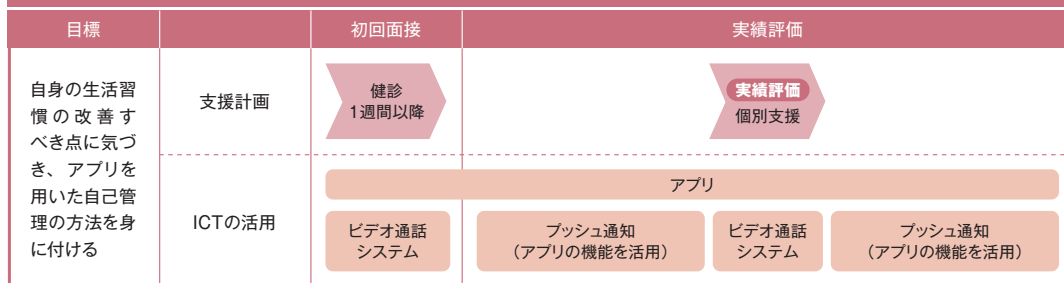 目標
初回面接
実績評価
自身の生活習
慣の改善す
べき点に気づ
き、アプリを
用いた自己管
理の方法を身
に付ける
支援計画
健診
1週間以降
実績評価
個別支援
ICTの活用
アプリ
ビデオ通話
システム
プッシュ通知
（アプリの機能を活用）
ビデオ通話
システム
プッシュ通知
（アプリの機能を活用）